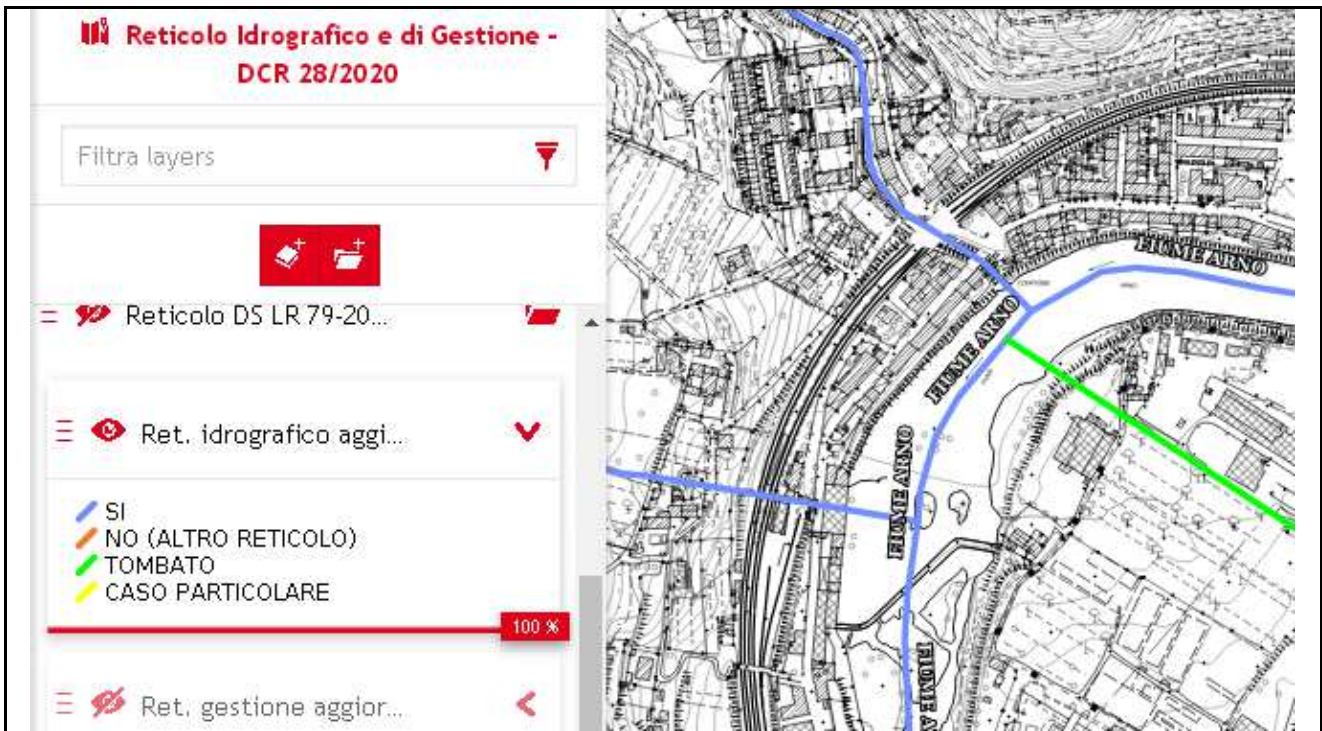 Reticolo Idrografico e di Gestione -
DCR 28/2020
Filtra layers
Reticolo DS LR 79-20...
Ret. idrografico aggi...
SI
NO (ALTRO RETICOLO)
TOMBATO
CASO PARTICOLARE
100 %
Ret. gestione aggior...
FIUME ARNO
FIUME ARNO
FIUME ARNO
FIUME A